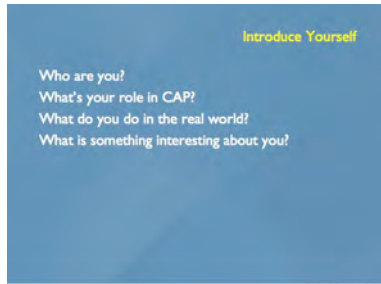 Introduce Yourself
Who are you?
What's your role in CAP?
What do you do in the real world?
What is something interesting about you?